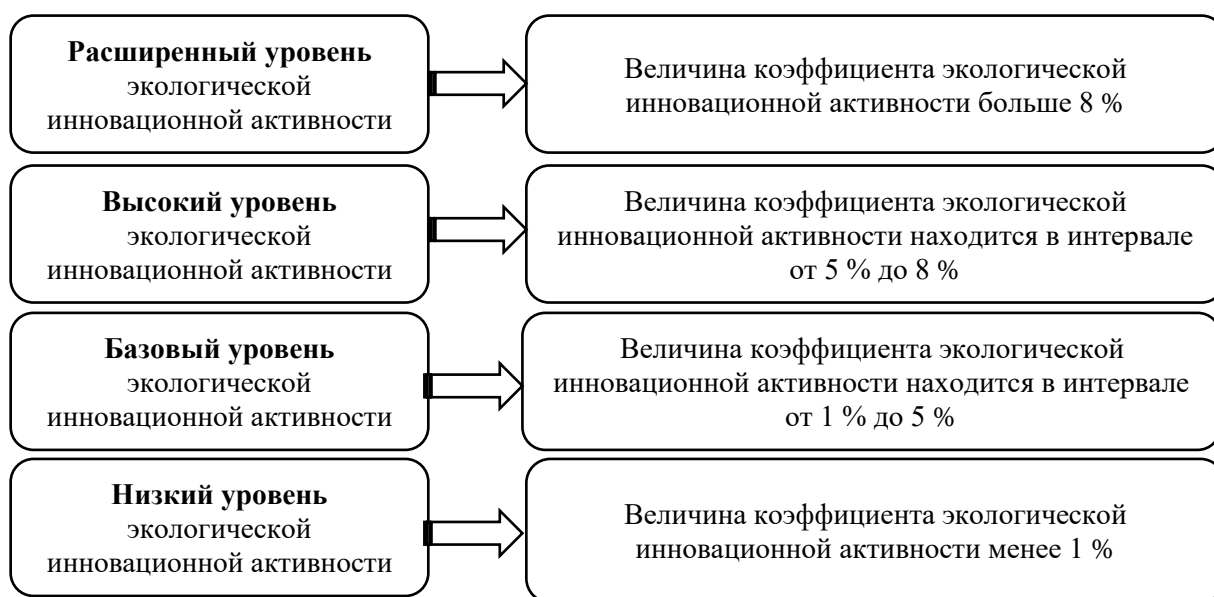 Расширенный уровень
экологической
инновационной активности
Величина коэффициента экологической
инновационной активности больше 8 %
Высокий уровень
экологической
инновационной активности
Величина коэффициента экологической
инновационной активности находится в интервале
от 5 % до 8 %
Базовый уровень
экологической
инновационной активности
Величина коэффициента экологической
инновационной активности находится в интервале
от 1 % до 5 %
Низкий уровень
экологической
инновационной активности
Величина коэффициента экологической
инновационной активности менее 1 %